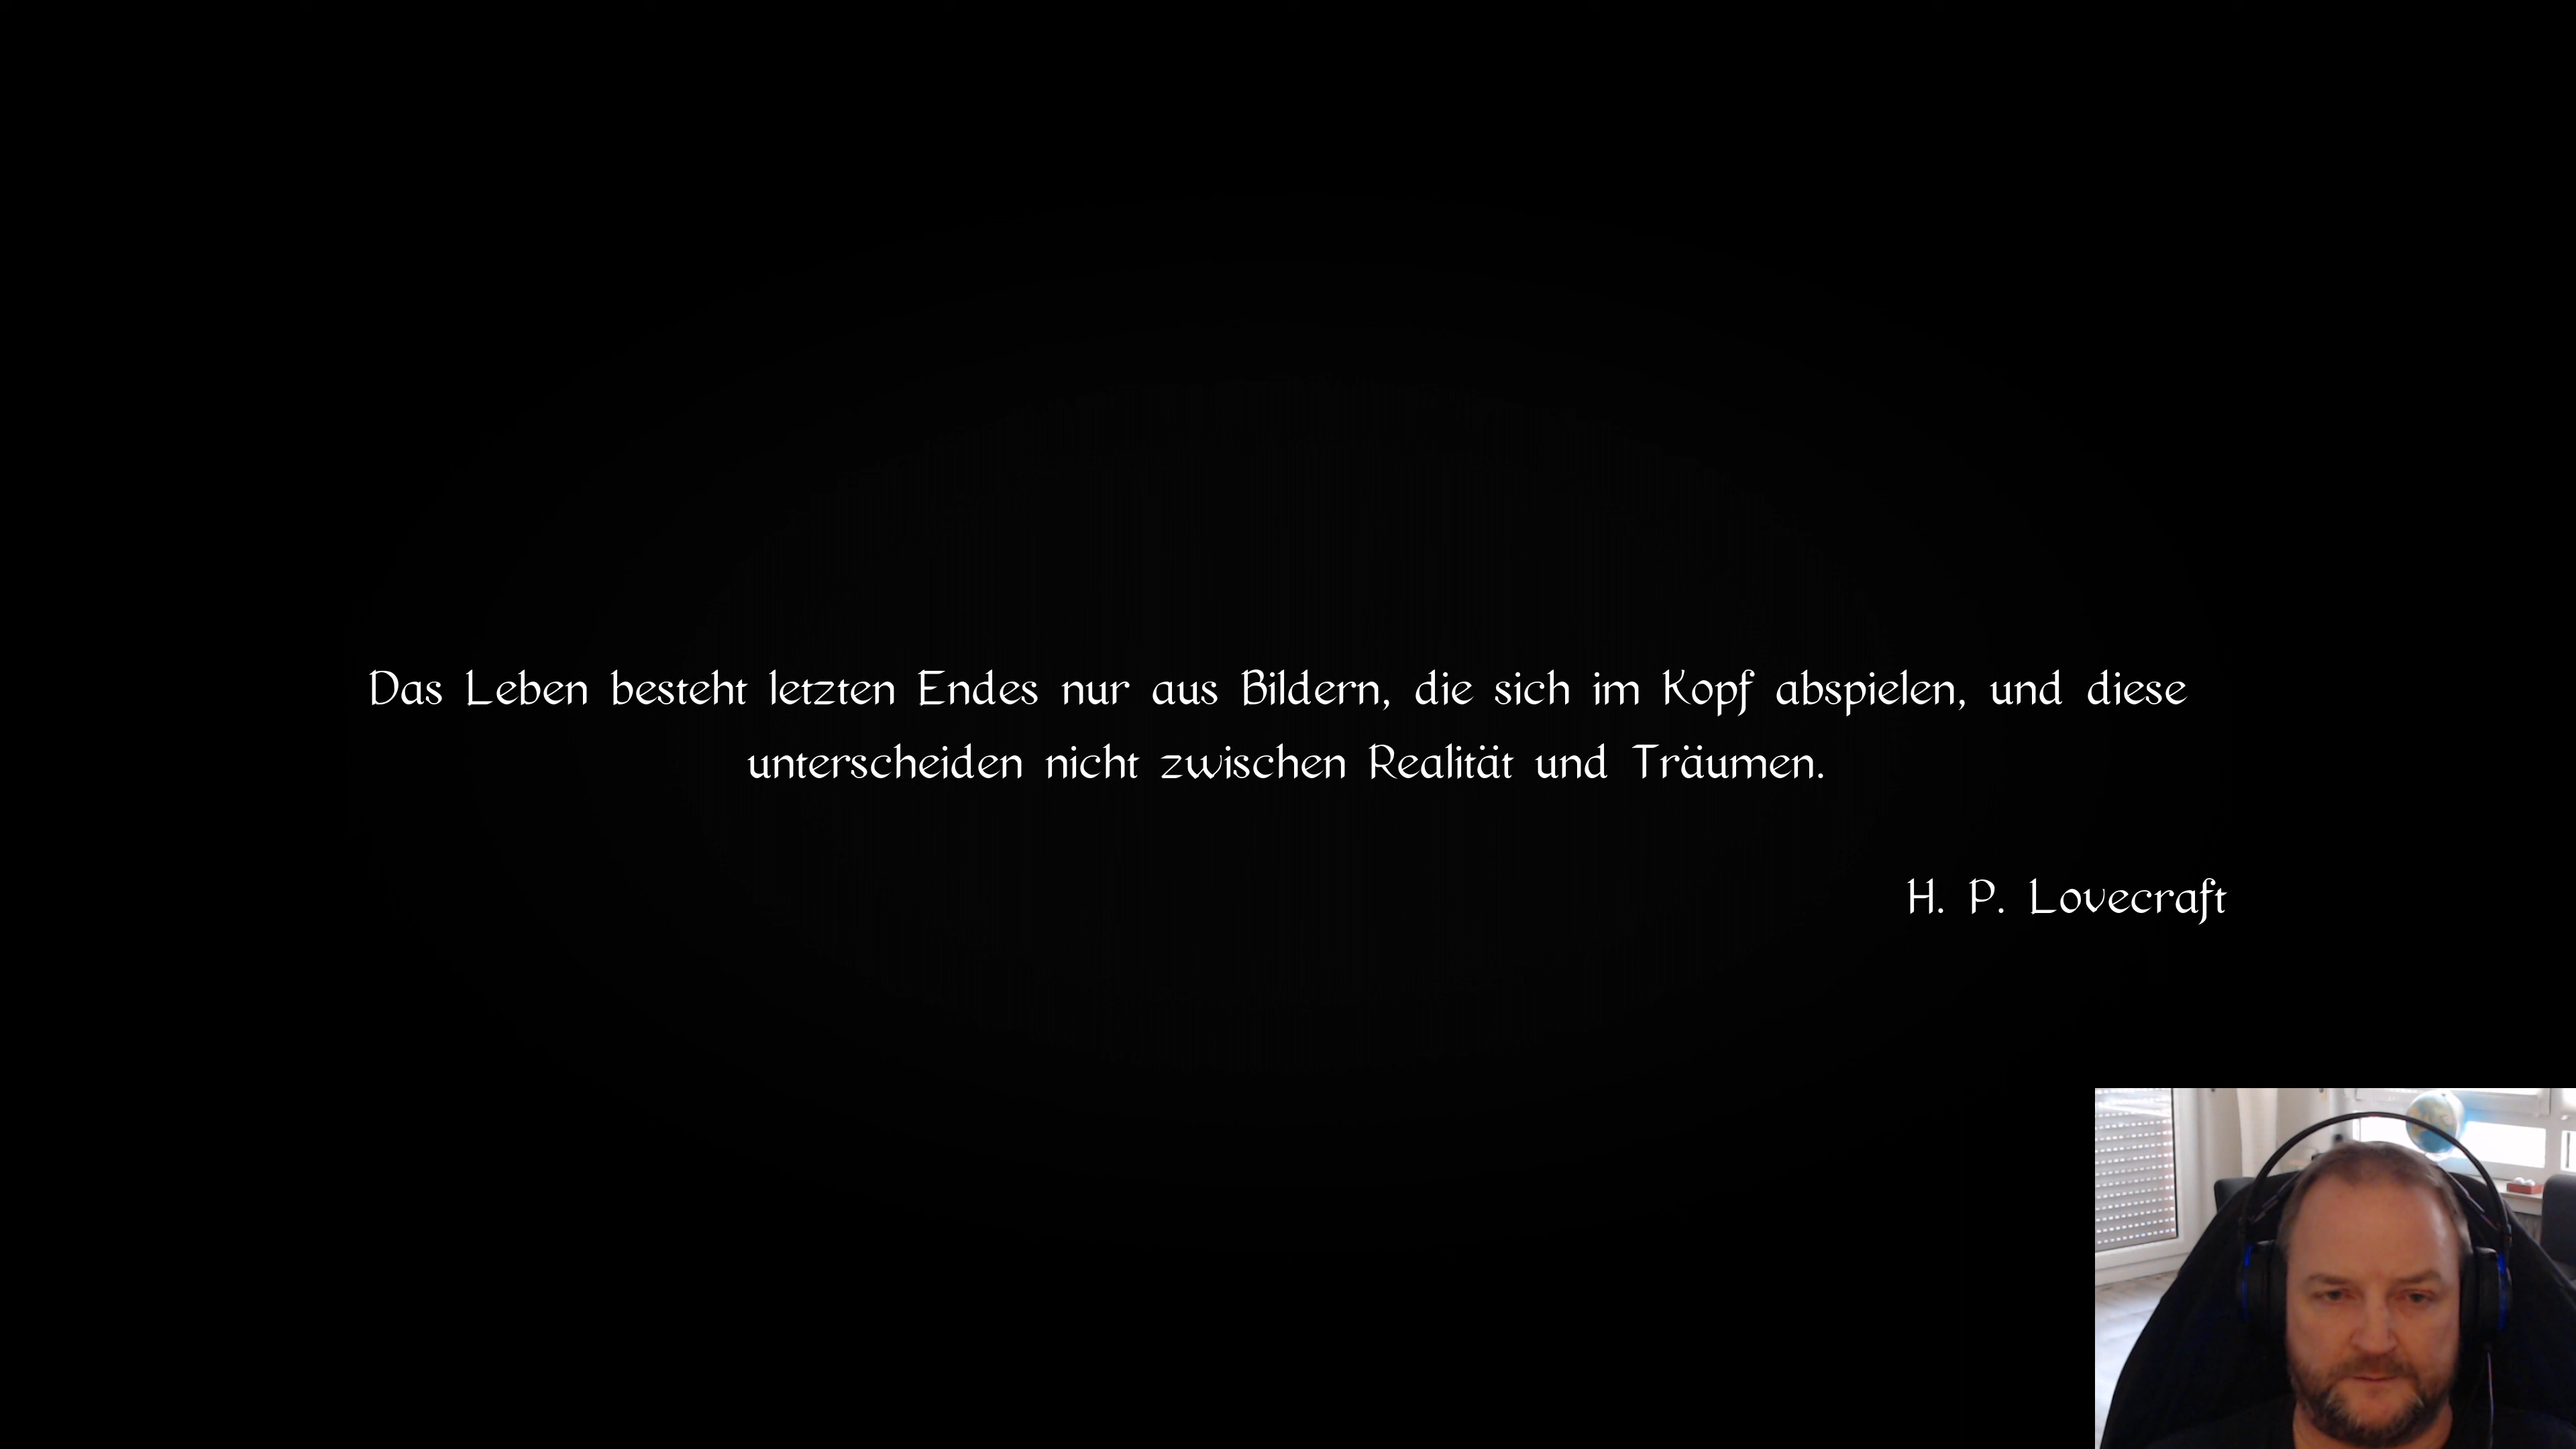 Das Leben besteht letzten Endes nur aus Bildern, die sich im Kopf abspielen, und diese
unterscheiden nicht zwischen Realität und Träumen.
H. P. Lovecraft